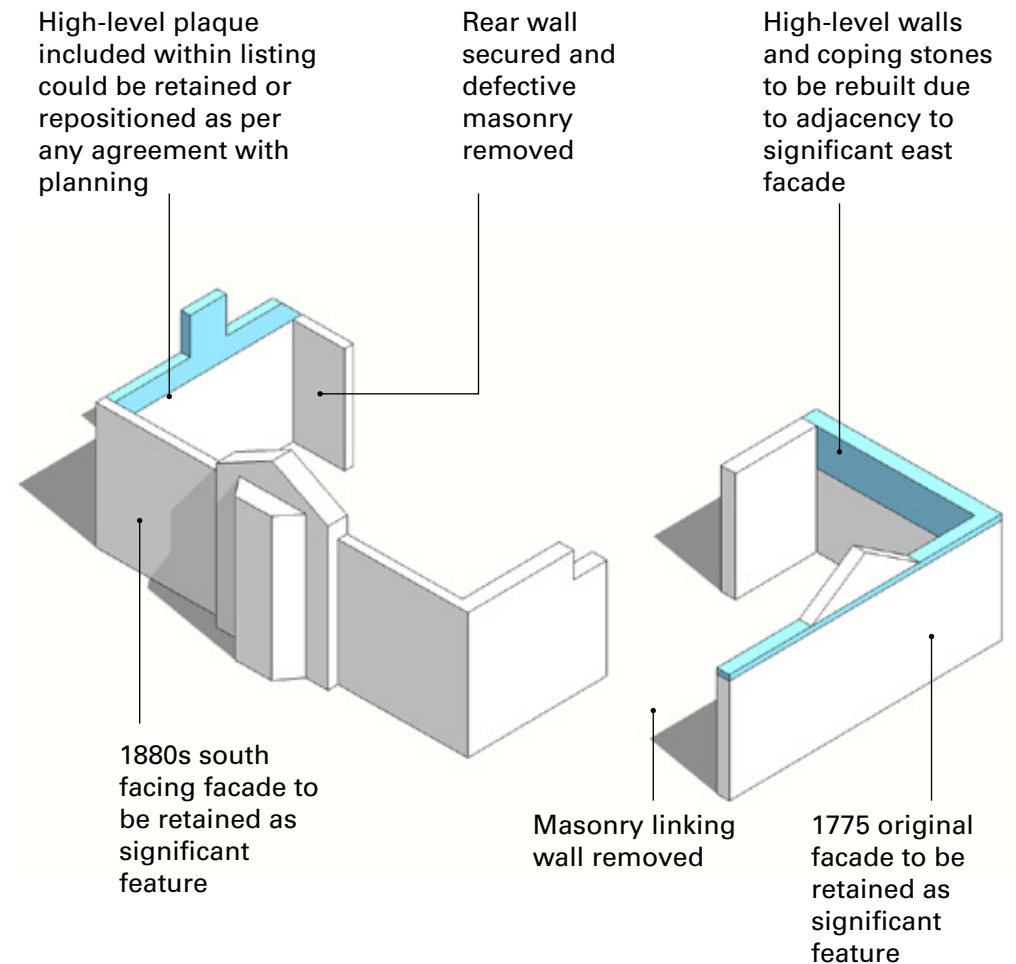 High-level plaque
included within listing
could be retained or
repositioned as per
any agreement with
planning
Rear wall
secured and
defective
masonry
removed
High-level walls
and coping stones
to be rebuilt due
to adjacency to
significant east
facade
1880s south
facing facade to
be retained as
significant
feature
Masonry linking
wall removed
1775 original
facade to be
retained as
significant
feature